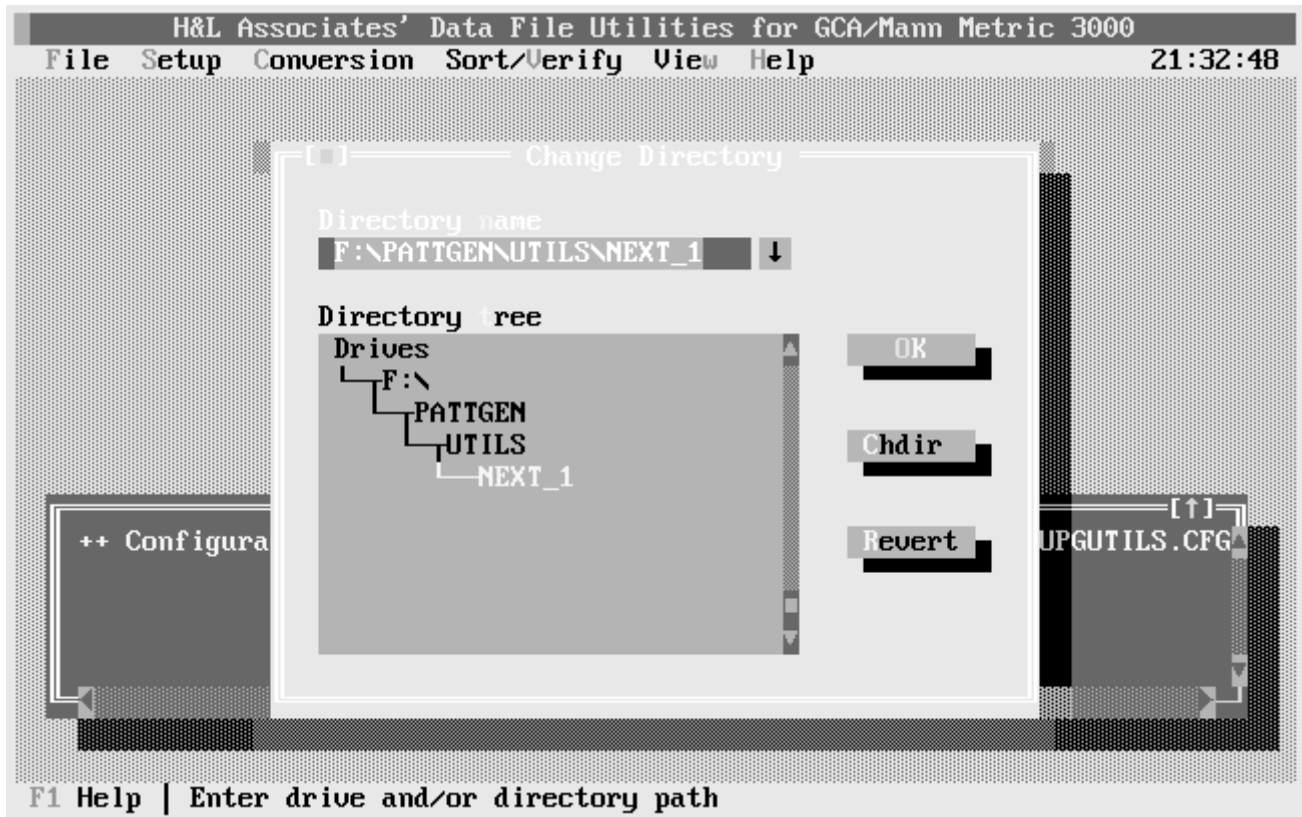 H&L Associates' Data File Utilities for GCA/Mann Metric 3000
File Setup Conversion Sort/Verify View Help 21:32:48
[■] Change Directory
Directory name
F:\PATTGEN\UTILS\NEXT_1 ↓
Directory tree
Drives
F:\
PATTGEN
UTILS
NEXT_1
OK
Chdir
Revert
[↑]
++ Configura
UPGUTILS.CFG
F1 Help | Enter drive and/or directory path